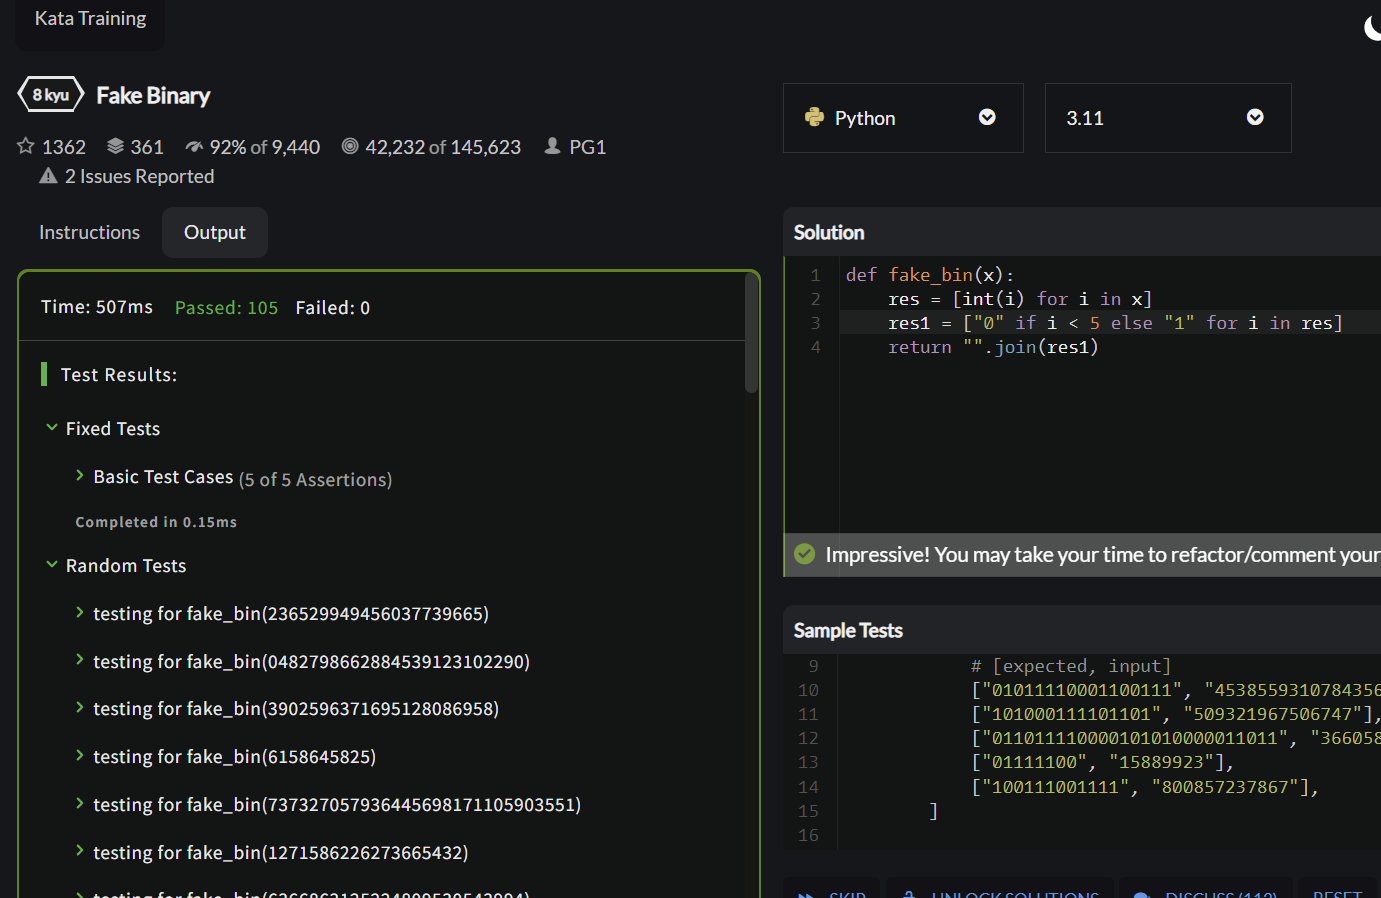 Kata Training
8 kyu Fake Binary
1362 361 92% of 9,440 42,232 of 145,623 PG1
2 Issues Reported
Instructions Output
Time: 507ms Passed: 105 Failed: 0
Test Results:
Fixed Tests
Basic Test Cases (5 of 5 Assertions)
Completed in 0.15ms
Random Tests
testing for fake_bin(236529949456037739665)
testing for fake_bin(0482798662884539123102290)
testing for fake_bin(3902596371695128086958)
testing for fake_bin(6158645825)
testing for fake_bin(737327057936445698171105903551)
testing for fake_bin(1271586226273665432)
Python 3.11
Solution
1 def fake_bin(x):
2 res = [int(i) for i in x]
3 res1 = ["0" if i < 5 else "1" for i in res]
4 return "".join(res1)
Impressive! You may take your time to refactor/comment your
Sample Tests
9 # [expected, input]
10 ["01011110001100111", "45385593107843568
11 ["101000111101101", "509321967506747"],
12 ["011011110000101010000011011", "366058
13 ["01111100", "15889923"],
14 ["100111001111", "800857237867"],
15 ]
16
SKIP UNLOCK SOLUTIONS DISCUSS (112) RESET